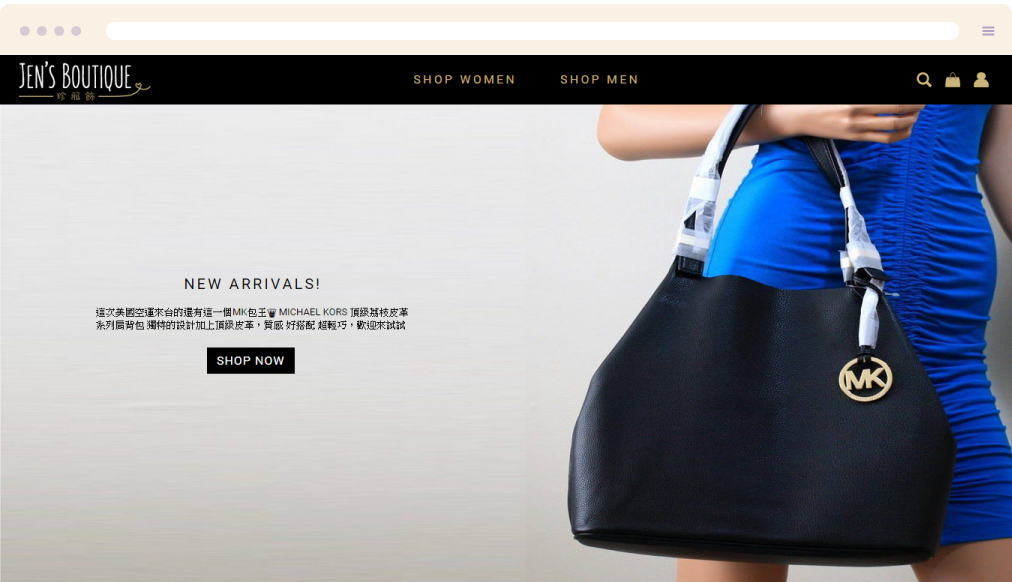 JEN'S BOUTIQUE
珍服飾
SHOP WOMEN
SHOP MEN
NEW ARRIVALS!
這次美國空運來台的還有這一個MK包王👑 MICHAEL KORS 頂級荔枝皮革
系列肩背包 獨特的設計加上頂級皮革，質感 好搭配 超輕巧，歡迎來試試
SHOP NOW
MK